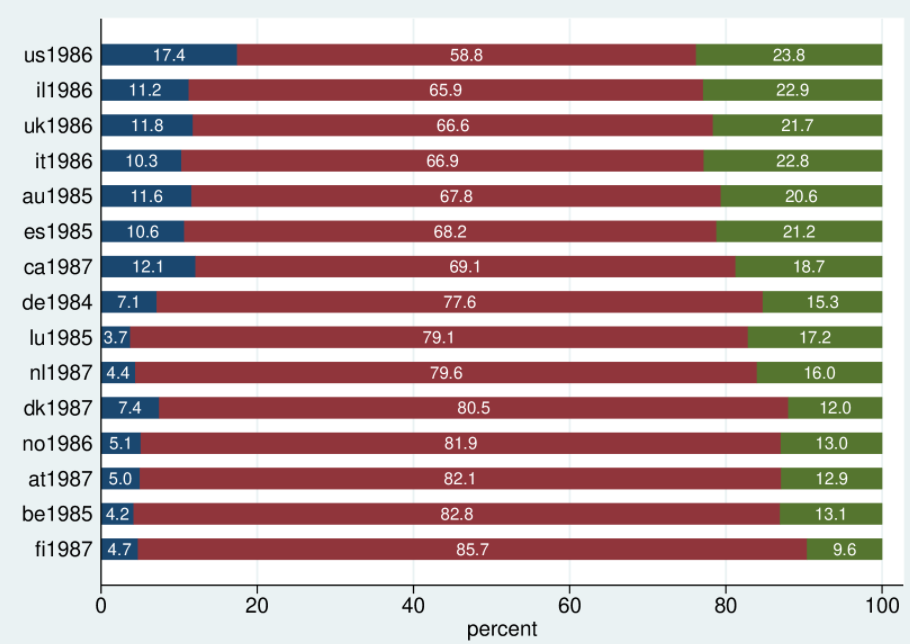 us1986 17.4 58.8 23.8
il1986 11.2 65.9 22.9
uk1986 11.8 66.6 21.7
it1986 10.3 66.9 22.8
au1985 11.6 67.8 20.6
es1985 10.6 68.2 21.2
ca1987 12.1 69.1 18.7
de1984 7.1 77.6 15.3
lu1985 3.7 79.1 17.2
nl1987 4.4 79.6 16.0
dk1987 7.4 80.5 12.0
no1986 5.1 81.9 13.0
at1987 5.0 82.1 12.9
be1985 4.2 82.8 13.1
fi1987 4.7 85.7 9.6
0 20 40 60 80 100
percent